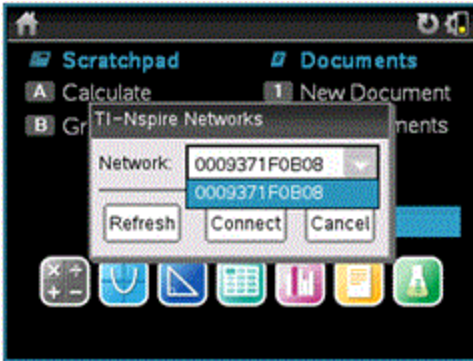 Scratchpad
Documents
A Calculate
1 New Document
B Gr
ments
TI-Nspire Networks
Network: 0009371F0B08
0009371F0B08
Refresh Connect Cancel